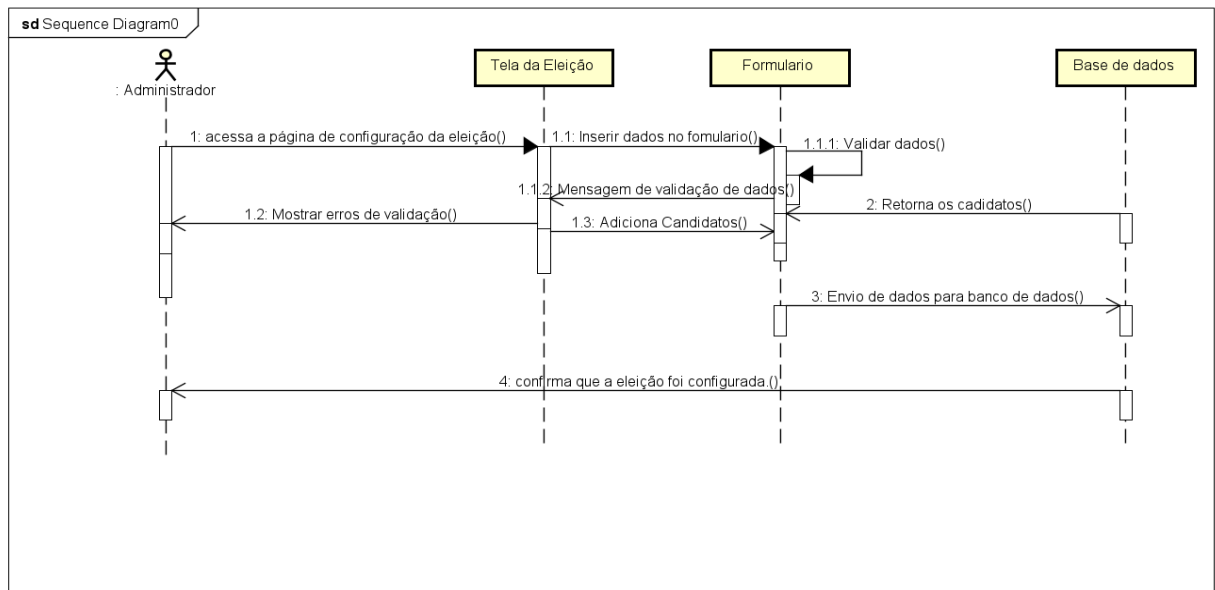 sd Sequence Diagram0
: Administrador
Tela da Eleição
Formulario
Base de dados
1: acessa a página de configuração da eleição()
1.1: Inserir dados no fomulario()
1.1.1: Validar dados()
1.1.2: Mensagem de validação de dados()
1.2: Mostrar erros de validação()
2: Retorna os cadidatos()
1.3: Adiciona Candidatos()
3: Envio de dados para banco de dados()
4: confirma que a eleição foi configurada.()